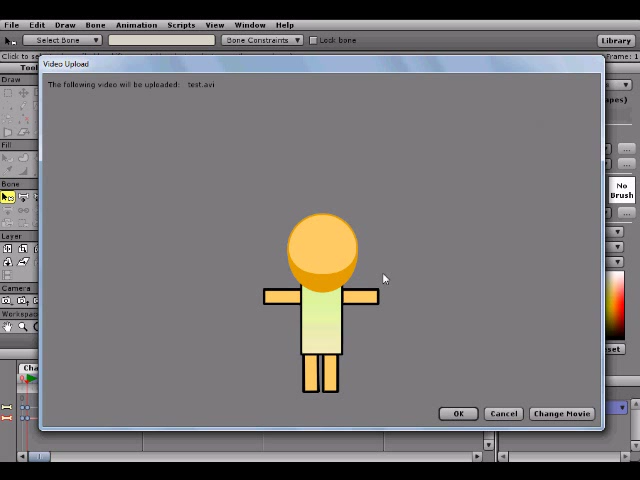 File Edit Draw Bone Animation Scripts View Window Help
Select Bone Bone Constraints Lock bone Library
Video Upload
The following video will be uploaded: test.avi
Draw
Fill
Bone
Layer
Camera
No
Brush
OK Cancel Change Movie